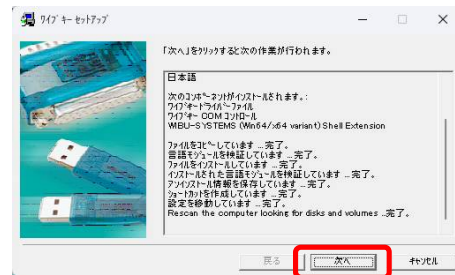 ワイブ キー セットアップ
「次へ」をクリックすると次の作業が行われます。
日本語
次のコンポーネントがインストールされます。:
ワイブキードライバーファイル
ワイブキー COM コントロール
WIBU-SYSTEMS (Win64/x64 variant) Shell Extension
ファイルをコピーしています ...完了。
言語モジュールを検証しています ...完了。
ファイルをインストールしています ...完了。
インストールされた言語モジュールを検証しています ...完了。
アンインストール情報を保存しています ...完了。
ショートカットを作成しています ...完了。
設定を移動しています ...完了。
Rescan the computer looking for disks and volumes ...完了。
戻る
次へ
キャンセル